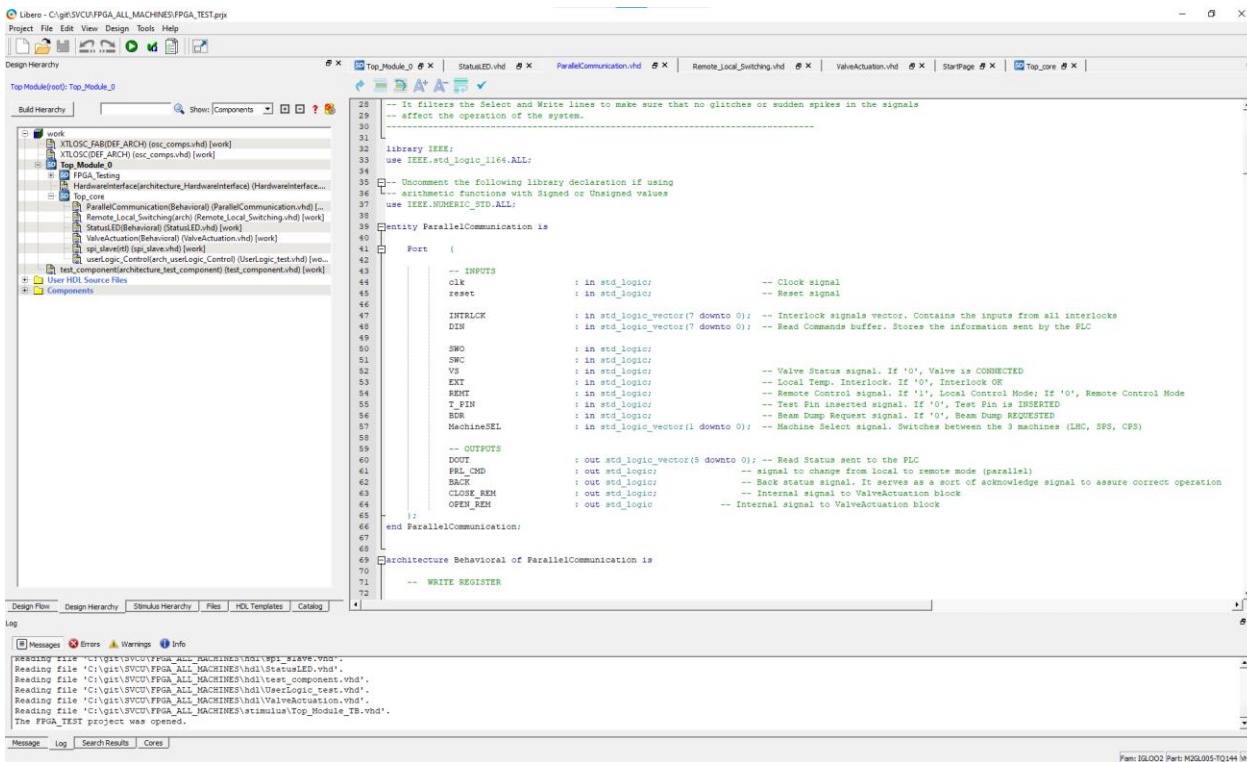 Libero - C:\git\SVCU\FPGA_ALL_MACHINES\FPGA_TEST.prjx
Project File Edit View Design Tools Help
Design Hierarchy
Top_Module_0 StatusLED.vhd ParallelCommunication.vhd Remote_Local_Switching.vhd ValveActuation.vhd StartPage Top_core
Top Module(root): Top_Module_0
Build Hierarchy Show: Components
work
XTLOSC_FAB(DEF_ARCH) (osc_comps.vhd) [work]
XTLOSC(DEF_ARCH) (osc_comps.vhd) [work]
Top_Module_0
FPGA_Testing
HardwareInterface(architecture_HardwareInterface) (HardwareInterface....
Top_core
ParallelCommunication(Behavioral) (ParallelCommunication.vhd) [...
Remote_Local_Switching(arch) (Remote_Local_Switching.vhd) [work]
StatusLED(Behavioral) (StatusLED.vhd) [work]
ValveActuation(Behavioral) (ValveActuation.vhd) [work]
spi_slave(rtl) (spi_slave.vhd) [work]
userLogic_Control(arch_userLogic_Control) (UserLogic_test.vhd) [wo...
test_component(architecture_test_component) (test_component.vhd) [work]
User HDL Source Files
Components
28 -- It filters the Select and Write lines to make sure that no glitches or sudden spikes in the signals
29 -- affect the operation of the system.
30 --------------------------------------------------------------------------------
31
32 library IEEE;
33 use IEEE.std_logic_1164.ALL;
34
35 -- Uncomment the following library declaration if using
36 -- arithmetic functions with Signed or Unsigned values
37 use IEEE.NUMERIC_STD.ALL;
38
39 entity ParallelCommunication is
40
41 Port (
42
43 -- INPUTS
44 clk : in std_logic; -- Clock signal
45 reset : in std_logic; -- Reset signal
46
47 INTRLCK : in std_logic_vector(7 downto 0); -- Interlock signals vector. Contains the inputs from all interlocks
48 DIN : in std_logic_vector(7 downto 0); -- Read Commands buffer. Stores the information sent by the PLC
49
50 SWO : in std_logic;
51 SWC : in std_logic;
52 VS : in std_logic; -- Valve Status signal. If '0', Valve is CONNECTED
53 EXT : in std_logic; -- Local Temp. Interlock. If '0', Interlock OK
54 REMT : in std_logic; -- Remote Control signal. If '1', Local Control Mode; If '0', Remote Control Mode
55 T_PIN : in std_logic; -- Test Pin inserted signal. If '0', Test Pin is INSERTED
56 BDR : in std_logic; -- Beam Dump Request signal. If '0', Beam Dump REQUESTED
57 MachineSEL : in std_logic_vector(1 downto 0); -- Machine Select signal. Switches between the 3 machines (LHC, SPS, CPS)
58
59 -- OUTPUTS
60 DOUT : out std_logic_vector(5 downto 0); -- Read Status sent to the PLC
61 PRL_CMD : out std_logic; -- signal to change from local to remote mode (parallel)
62 BACK : out std_logic; -- Back status signal. It serves as a sort of acknowledge signal to assure correct operation
63 CLOSE_REM : out std_logic; -- Internal signal to ValveActuation block
64 OPEN_REM : out std_logic -- Internal signal to ValveActuation block
65 );
66 end ParallelCommunication;
67
68
69 architecture Behavioral of ParallelCommunication is
70
71 -- WRITE REGISTER
72
Design Flow Design Hierarchy Stimulus Hierarchy Files HDL Templates Catalog
Log
Messages Errors Warnings Info
Reading file 'C:\git\SVCU\FPGA_ALL_MACHINES\hdl\spi_slave.vhd'.
Reading file 'C:\git\SVCU\FPGA_ALL_MACHINES\hdl\StatusLED.vhd'.
Reading file 'C:\git\SVCU\FPGA_ALL_MACHINES\hdl\test_component.vhd'.
Reading file 'C:\git\SVCU\FPGA_ALL_MACHINES\hdl\UserLogic_test.vhd'.
Reading file 'C:\git\SVCU\FPGA_ALL_MACHINES\hdl\ValveActuation.vhd'.
Reading file 'C:\git\SVCU\FPGA_ALL_MACHINES\stimulus\Top_Module_TB.vhd'.
The FPGA_TEST project was opened.
Message Log Search Results Cores
Fam: IGLOO2 Part: M2GL005-TQ144